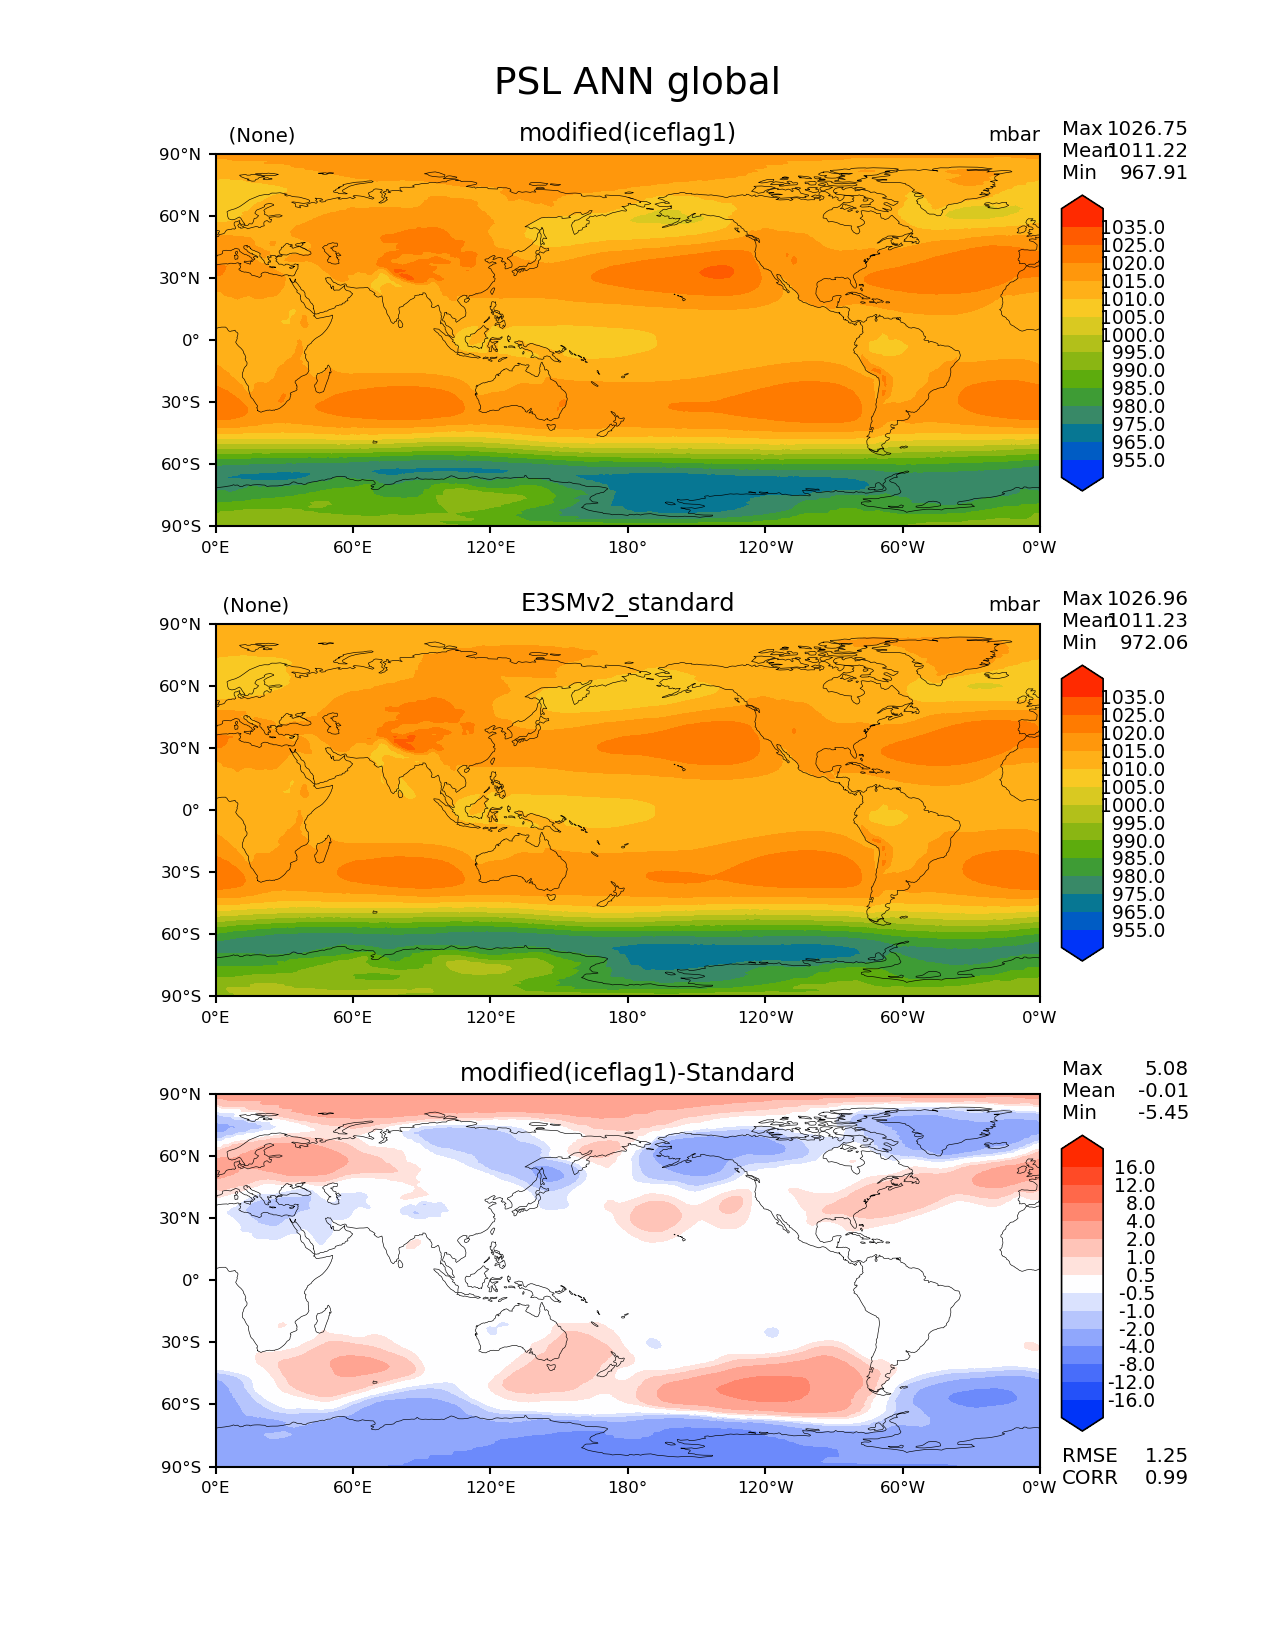 PSL ANN global
(None) modified(iceflag1) mbar
Max 1026.75
Mean 1011.22
Min 967.91
90°N
60°N
30°N
0°
30°S
60°S
90°S
0°E 60°E 120°E 180° 120°W 60°W 0°W
1035.0
1025.0
1020.0
1015.0
1010.0
1005.0
1000.0
995.0
990.0
985.0
980.0
975.0
965.0
955.0
(None) E3SMv2_standard mbar
Max 1026.96
Mean 1011.23
Min 972.06
90°N
60°N
30°N
0°
30°S
60°S
90°S
0°E 60°E 120°E 180° 120°W 60°W 0°W
1035.0
1025.0
1020.0
1015.0
1010.0
1005.0
1000.0
995.0
990.0
985.0
980.0
975.0
965.0
955.0
modified(iceflag1)-Standard
Max 5.08
Mean -0.01
Min -5.45
90°N
60°N
30°N
0°
30°S
60°S
90°S
0°E 60°E 120°E 180° 120°W 60°W 0°W
16.0
12.0
8.0
4.0
2.0
1.0
0.5
-0.5
-1.0
-2.0
-4.0
-8.0
-12.0
-16.0
RMSE 1.25
CORR 0.99